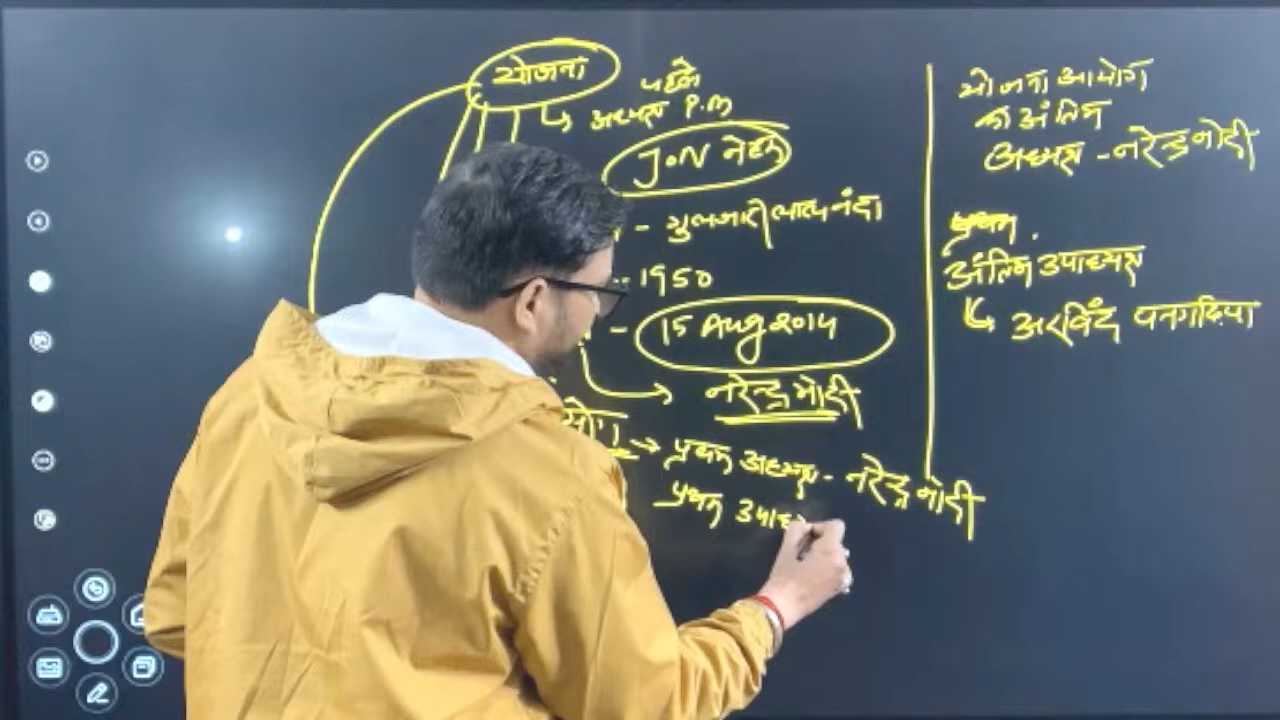 योजना
पहले
अध्यक्ष P.M
J.N नेहरू
- गुलजारी लाल नंदा
- 1950
- 15 Aug 2014
नरेन्द्र मोदी
योग → प्रथम अध्यक्ष - नरेन्द्र मोदी
प्रथम उपाध्
योजना आयोग
का अंतिम
अध्यक्ष - नरेन्द्र मोदी
अंतिम उपाध्यक्ष
अरविंद पनगढ़िया